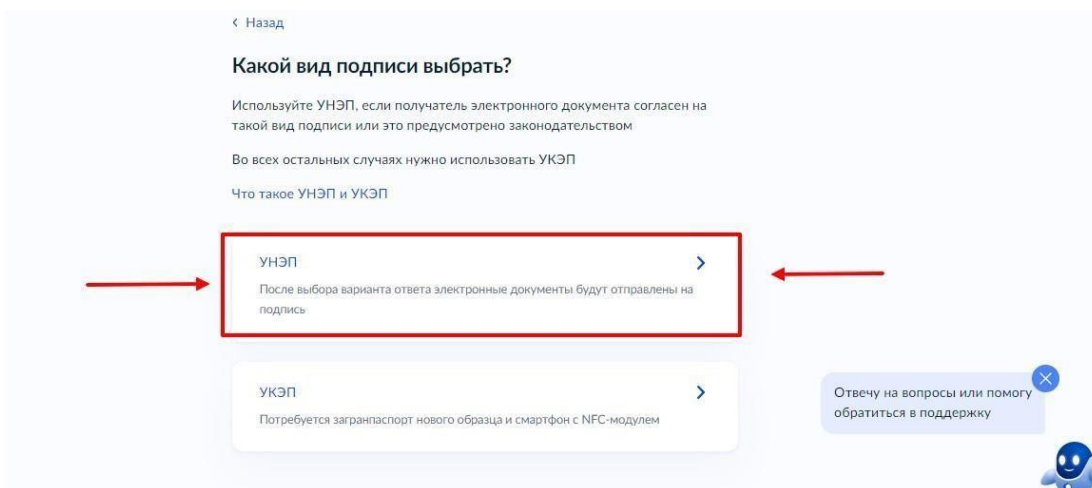 Назад
Какой вид подписи выбрать?
Используйте УНЭП, если получатель электронного документа согласен на
такой вид подписи или это предусмотрено законодательством
Во всех остальных случаях нужно использовать УКЭП
Что такое УНЭП и УКЭП
УНЭП
После выбора варианта ответа электронные документы будут отправлены на
подпись
УКЭП
Потребуется загранпаспорт нового образца и смартфон с NFC-модулем
Отвечу на вопросы или помогу
обратиться в поддержку